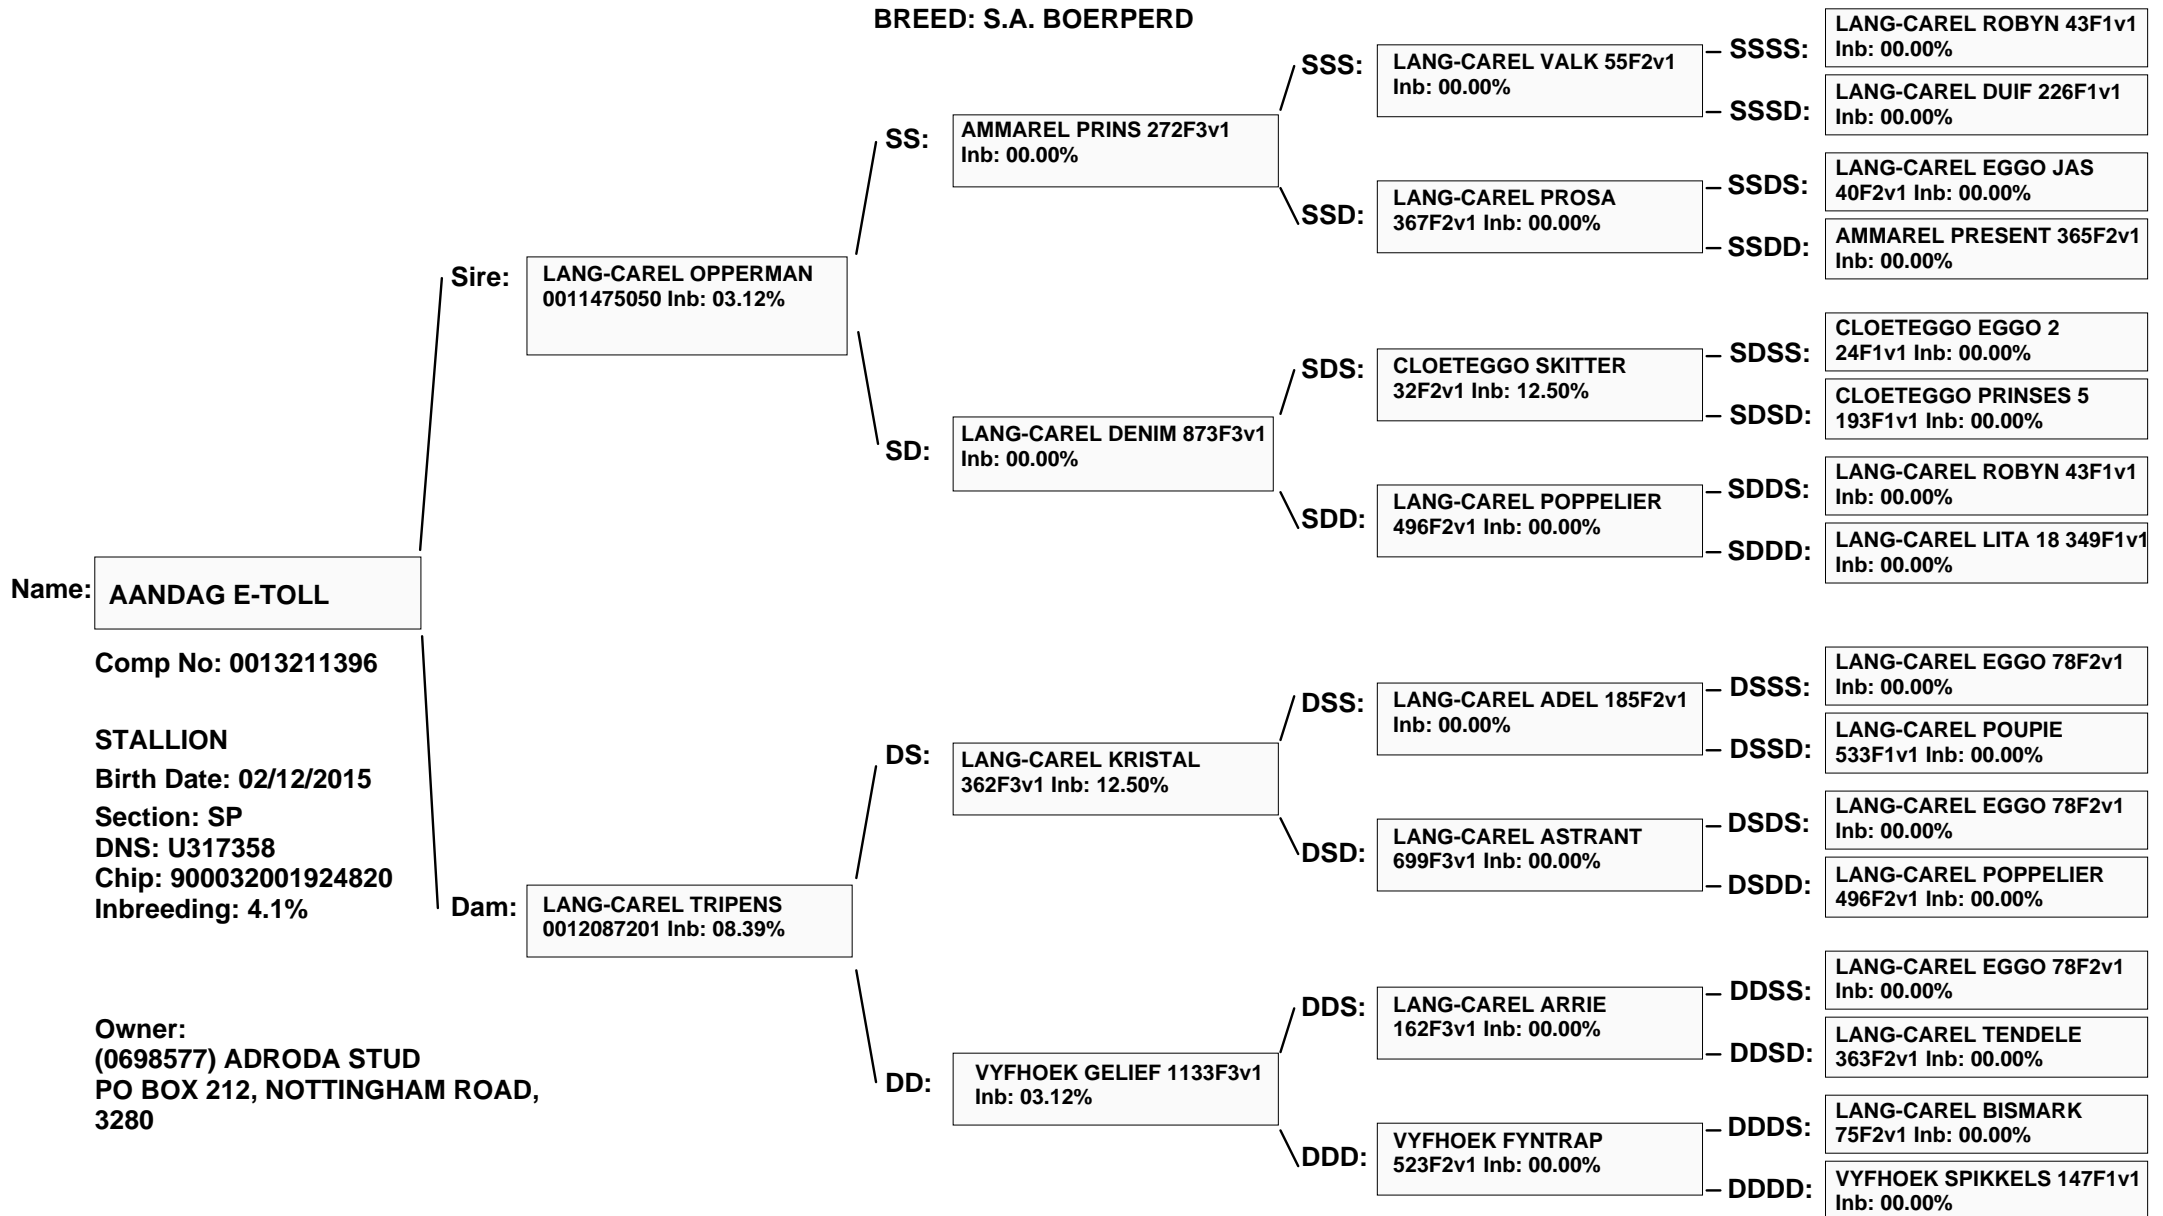 BREED: S.A. BOERPERD
Name:
AANDAG E-TOLL
Comp No: 0013211396
STALLION
Birth Date: 02/12/2015
Section: SP
DNS: U317358
Chip: 900032001924820
Inbreeding: 4.1%
Owner:
(0698577) ADRODA STUD
PO BOX 212, NOTTINGHAM ROAD,
3280
Sire:
LANG-CAREL OPPERMAN
0011475050 Inb: 03.12%
Dam:
LANG-CAREL TRIPENS
0012087201 Inb: 08.39%
SS:
AMMAREL PRINS 272F3v1
Inb: 00.00%
SD:
LANG-CAREL DENIM 873F3v1
Inb: 00.00%
DS:
LANG-CAREL KRISTAL
362F3v1 Inb: 12.50%
DD:
VYFHOEK GELIEF 1133F3v1
Inb: 03.12%
SSS:
LANG-CAREL VALK 55F2v1
Inb: 00.00%
SSD:
LANG-CAREL PROSA
367F2v1 Inb: 00.00%
SDS:
CLOETEGGO SKITTER
32F2v1 Inb: 12.50%
SDD:
LANG-CAREL POPPELIER
496F2v1 Inb: 00.00%
DSS:
LANG-CAREL ADEL 185F2v1
Inb: 00.00%
DSD:
LANG-CAREL ASTRANT
699F3v1 Inb: 00.00%
DDS:
LANG-CAREL ARRIE
162F3v1 Inb: 00.00%
DDD:
VYFHOEK FYNTRAP
523F2v1 Inb: 00.00%
SSSS:
LANG-CAREL ROBYN 43F1v1
Inb: 00.00%
SSSD:
LANG-CAREL DUIF 226F1v1
Inb: 00.00%
SSDS:
LANG-CAREL EGGO JAS
40F2v1 Inb: 00.00%
SSDD:
AMMAREL PRESENT 365F2v1
Inb: 00.00%
SDSS:
CLOETEGGO EGGO 2
24F1v1 Inb: 00.00%
SDSD:
CLOETEGGO PRINSES 5
193F1v1 Inb: 00.00%
SDDS:
LANG-CAREL ROBYN 43F1v1
Inb: 00.00%
SDDD:
LANG-CAREL LITA 18 349F1v1
Inb: 00.00%
DSSS:
LANG-CAREL EGGO 78F2v1
Inb: 00.00%
DSSD:
LANG-CAREL POUPIE
533F1v1 Inb: 00.00%
DSDS:
LANG-CAREL EGGO 78F2v1
Inb: 00.00%
DSDD:
LANG-CAREL POPPELIER
496F2v1 Inb: 00.00%
DDSS:
LANG-CAREL EGGO 78F2v1
Inb: 00.00%
DDSD:
LANG-CAREL TENDELE
363F2v1 Inb: 00.00%
DDDS:
LANG-CAREL BISMARK
75F2v1 Inb: 00.00%
DDDD:
VYFHOEK SPIKKELS 147F1v1
Inb: 00.00%